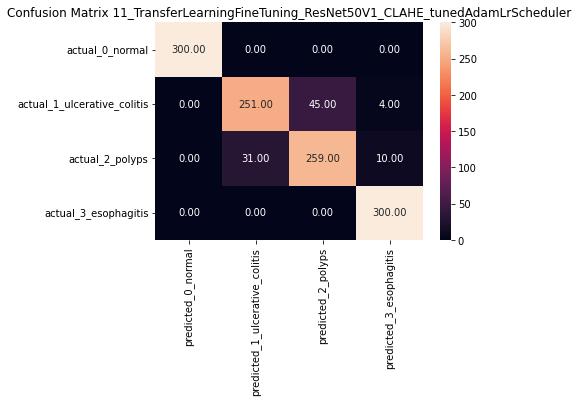 Confusion Matrix 11_TransferLearningFineTuning_ResNet50V1_CLAHE_tunedAdamLrScheduler
actual_0_normal
300.00 0.00 0.00 0.00
actual_1_ulcerative_colitis
0.00 251.00 45.00 4.00
actual_2_polyps
0.00 31.00 259.00 10.00
actual_3_esophagitis
0.00 0.00 0.00 300.00
predicted_0_normal
predicted_1_ulcerative_colitis
predicted_2_polyps
predicted_3_esophagitis
300
250
200
150
100
50
0